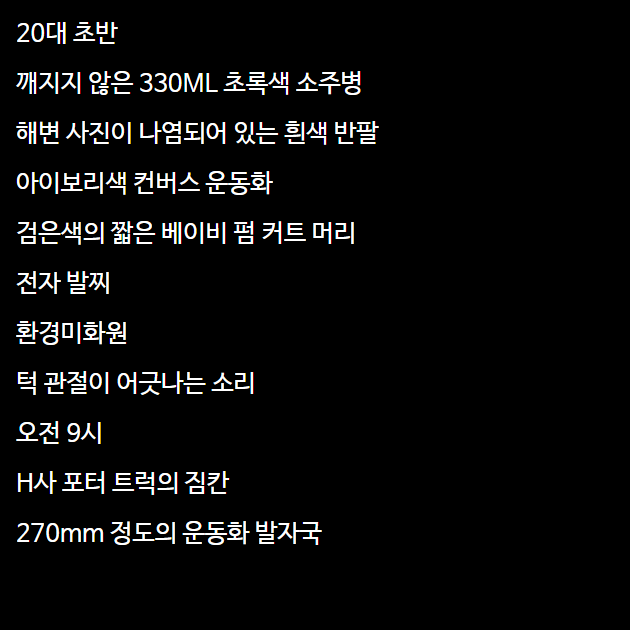 20대 초반
깨지지 않은 330ML 초록색 소주병
해변 사진이 나염되어 있는 흰색 반팔
아이보리색 컨버스 운동화
검은색의 짧은 베이비 펌 커트 머리
전자 발찌
환경미화원
턱 관절이 어긋나는 소리
오전 9시
H사 포터 트럭의 짐칸
270mm 정도의 운동화 발자국